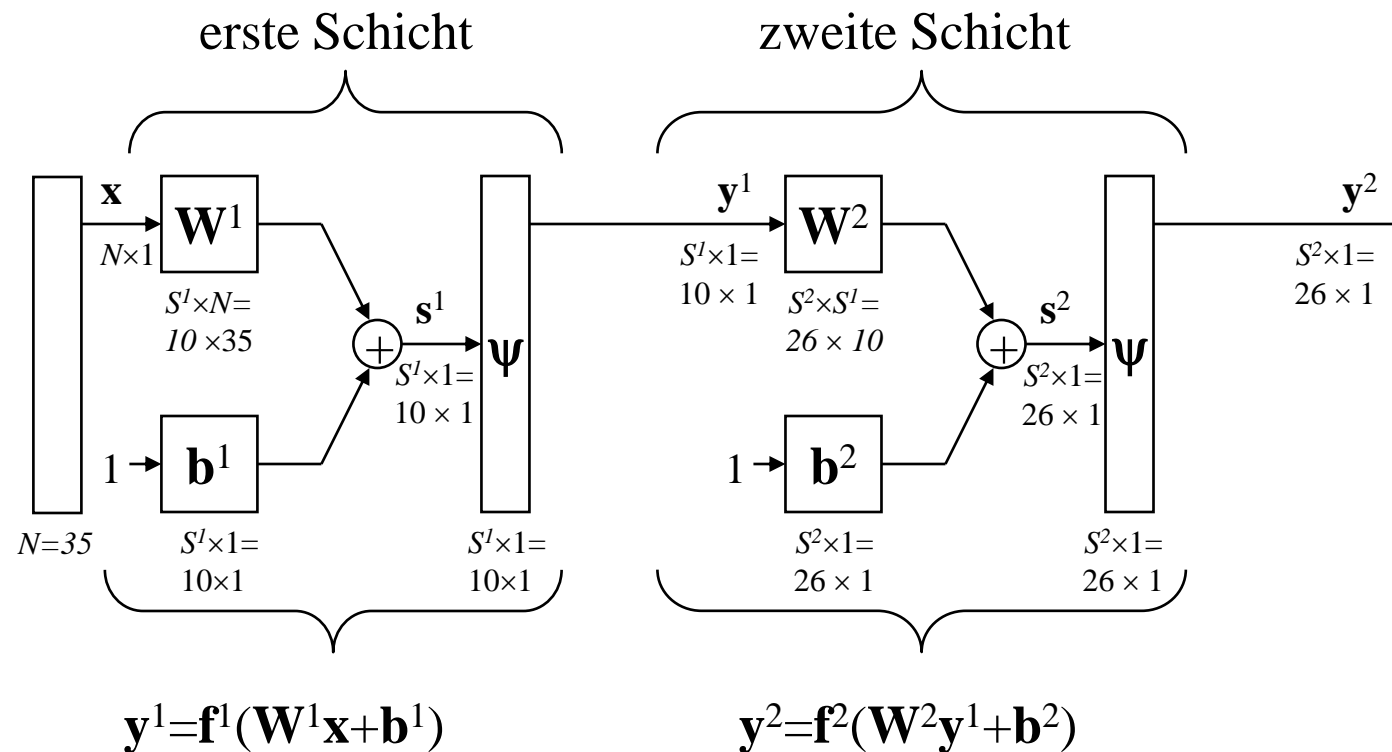 erste Schicht
zweite Schicht
x
N×1
W¹
S¹×N=
10 ×35
s¹
+
S¹×1=
10 × 1
ψ
1
b¹
N=35
S¹×1=
10×1
S¹×1=
10×1
y¹
S¹×1=
10 × 1
W²
S²×S¹=
26 × 10
s²
+
S²×1=
26 × 1
ψ
1
b²
S²×1=
26 × 1
S²×1=
26 × 1
y²
S²×1=
26 × 1
y¹=f¹(W¹x+b¹)
y²=f²(W²y¹+b²)